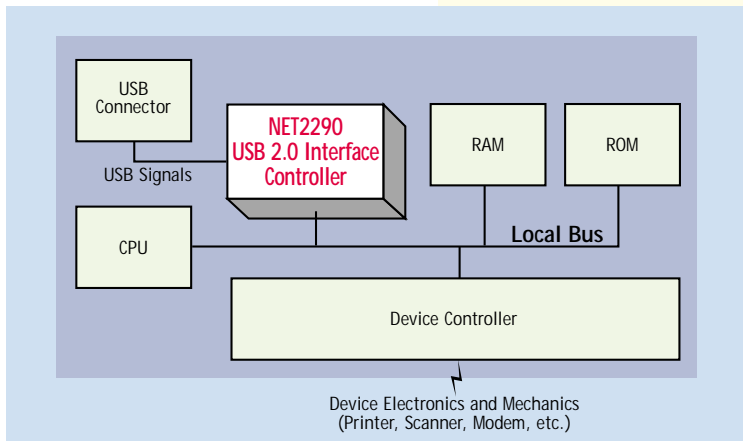 USB
Connector
NET2290
USB 2.0 Interface
Controller
RAM
ROM
USB Signals
CPU
Local Bus
Device Controller
Device Electronics and Mechanics
(Printer, Scanner, Modem, etc.)